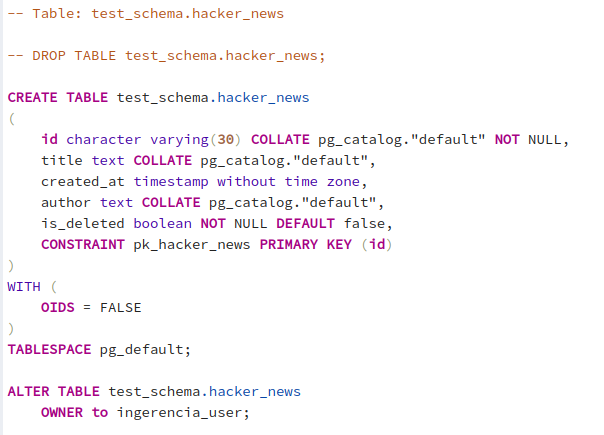 -- Table: test_schema.hacker_news
-- DROP TABLE test_schema.hacker_news;
CREATE TABLE test_schema.hacker_news
(
    id character varying(30) COLLATE pg_catalog."default" NOT NULL,
    title text COLLATE pg_catalog."default",
    created_at timestamp without time zone,
    author text COLLATE pg_catalog."default",
    is_deleted boolean NOT NULL DEFAULT false,
    CONSTRAINT pk_hacker_news PRIMARY KEY (id)
)
WITH (
    OIDS = FALSE
)
TABLESPACE pg_default;
ALTER TABLE test_schema.hacker_news
    OWNER to ingerencia_user;